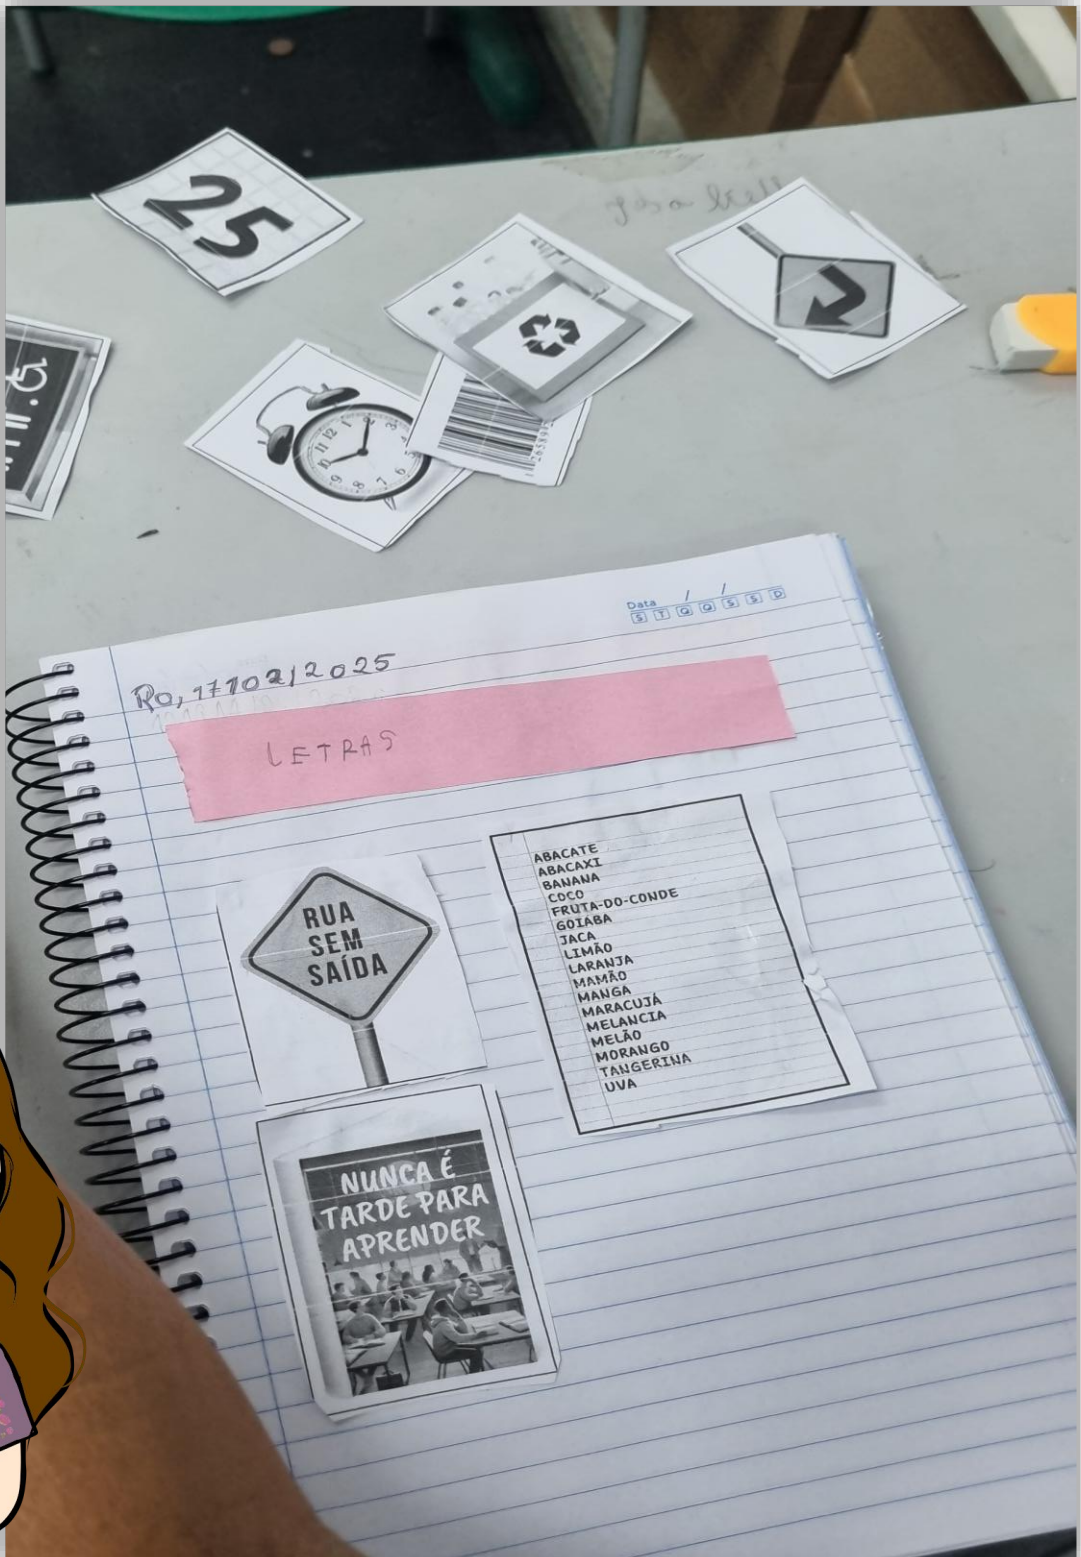 25
Data / /
S T Q Q S S D
Ro, 17/02/2025
LETRAS
RUA
SEM
SAÍDA
ABACATE
ABACAXI
BANANA
COCO
FRUTA-DO-CONDE
GOIABA
JACA
LIMÃO
LARANJA
MAMÃO
MANGA
MARACUJÁ
MELANCIA
MELÃO
MORANGO
TANGERINA
UVA
NUNCA É
TARDE PARA
APRENDER